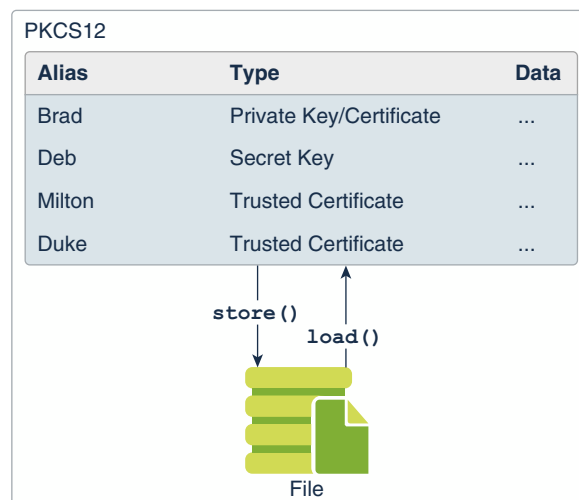 PKCS12
Alias Type Data
Brad Private Key/Certificate ...
Deb Secret Key ...
Milton Trusted Certificate ...
Duke Trusted Certificate ...
store()
load()
File